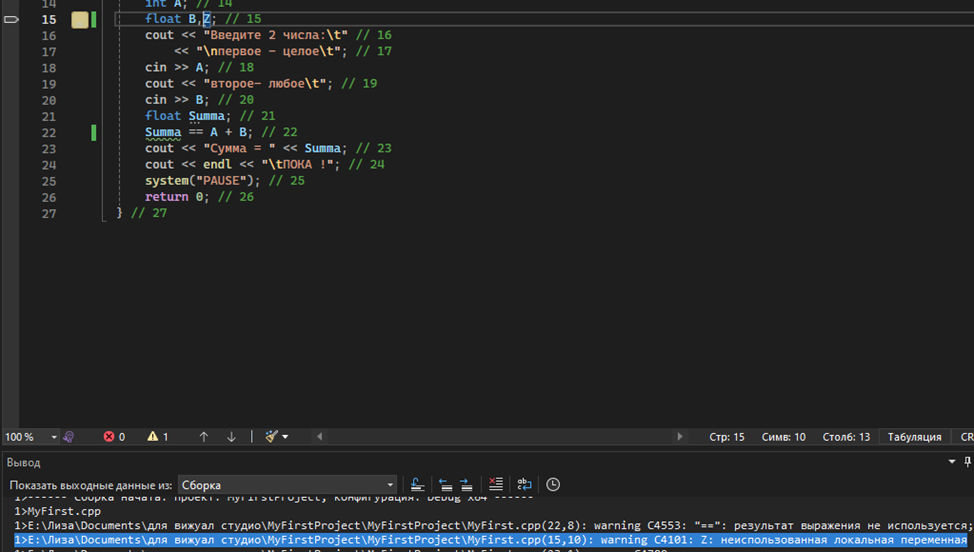 14 int A; // 14
15 float B,Z; // 15
16 cout << "Введите 2 числа:\t" // 16
17 << "\nпервое – целое\t"; // 17
18 cin >> A; // 18
19 cout << "второе– любое\t"; // 19
20 cin >> B; // 20
21 float Summa; // 21
22 Summa == A + B; // 22
23 cout << "Сумма = " << Summa; // 23
24 cout << endl << "\tПОКА !"; // 24
25 system("PAUSE"); // 25
26 return 0; // 26
27 } // 27
100 % 0 1 Стр: 15 Симв: 10 Столб: 13 Табуляция CR
Вывод
Показать выходные данные из: Сборка
1>------ Сборка начата: проект: MyFirstProject, Конфигурация: Debug x64 ------
1>MyFirst.cpp
1>E:\Лиза\Documents\для вижуал студио\MyFirstProject\MyFirstProject\MyFirst.cpp(22,8): warning C4553: "==": результат выражения не используется;
1>E:\Лиза\Documents\для вижуал студио\MyFirstProject\MyFirstProject\MyFirst.cpp(15,10): warning C4101: Z: неиспользованная локальная переменная